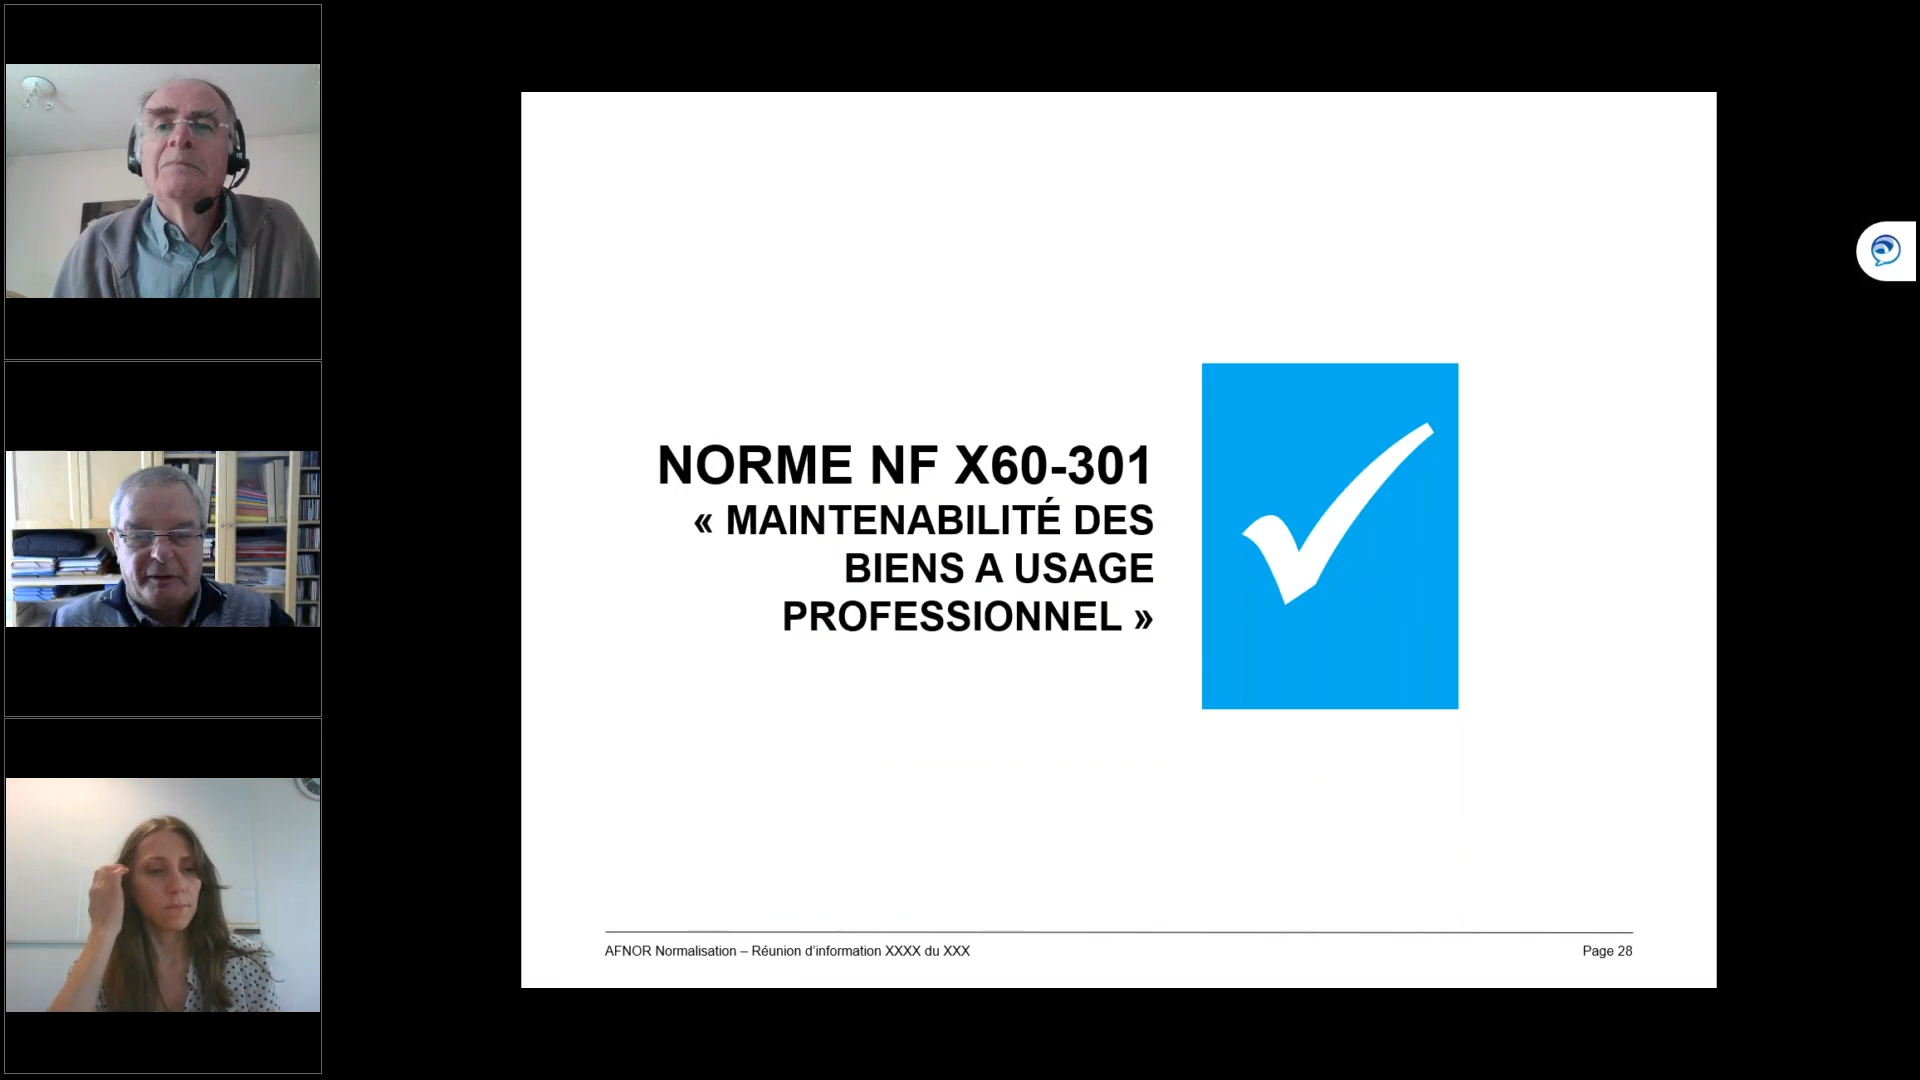 NORME NF X60-301
« MAINTENABILITÉ DES
BIENS A USAGE
PROFESSIONNEL »
AFNOR Normalisation – Réunion d’information XXXX du XXX
Page 28